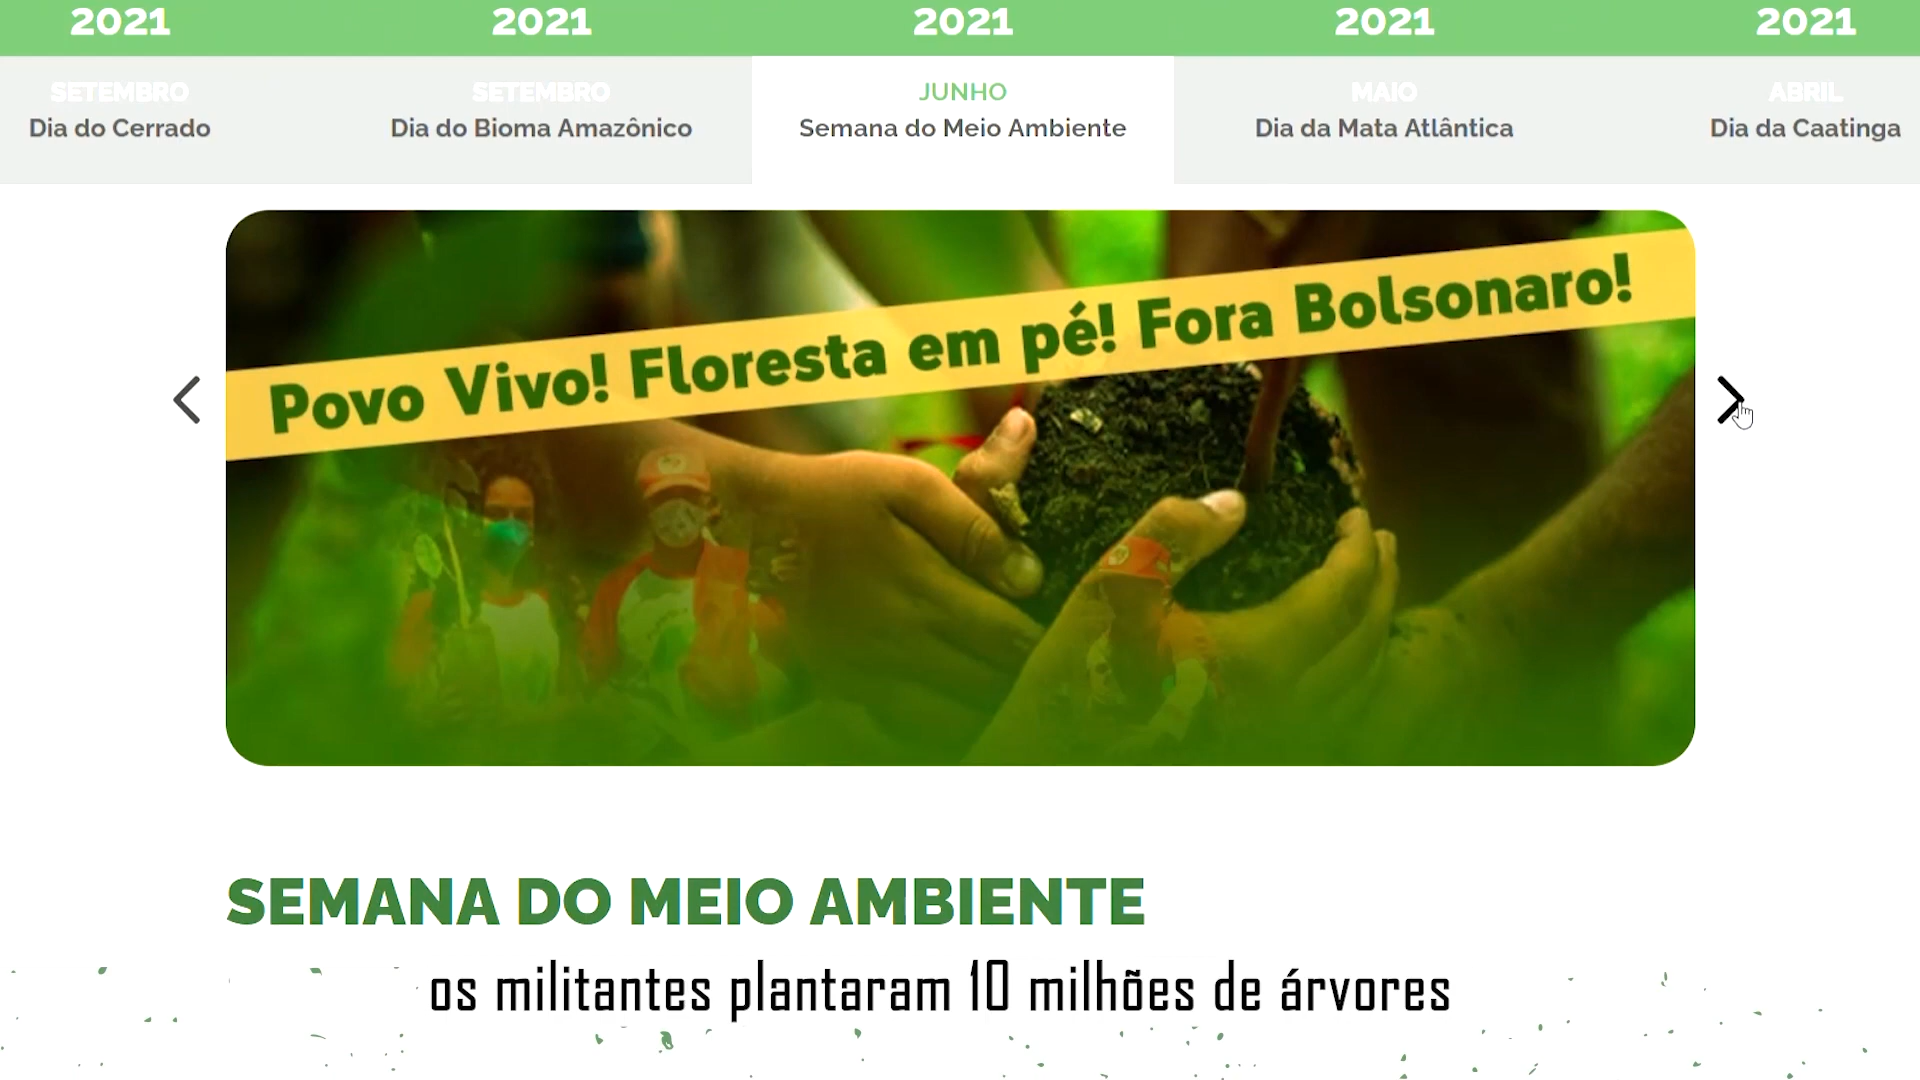 2021 2021 2021 2021 2021
SETEMBRO SETEMBRO JUNHO MAIO ABRIL
Dia do Cerrado Dia do Bioma Amazônico Semana do Meio Ambiente Dia da Mata Atlântica Dia da Caatinga
Povo Vivo! Floresta em pé! Fora Bolsonaro!
SEMANA DO MEIO AMBIENTE
os militantes plantaram 10 milhões de árvores